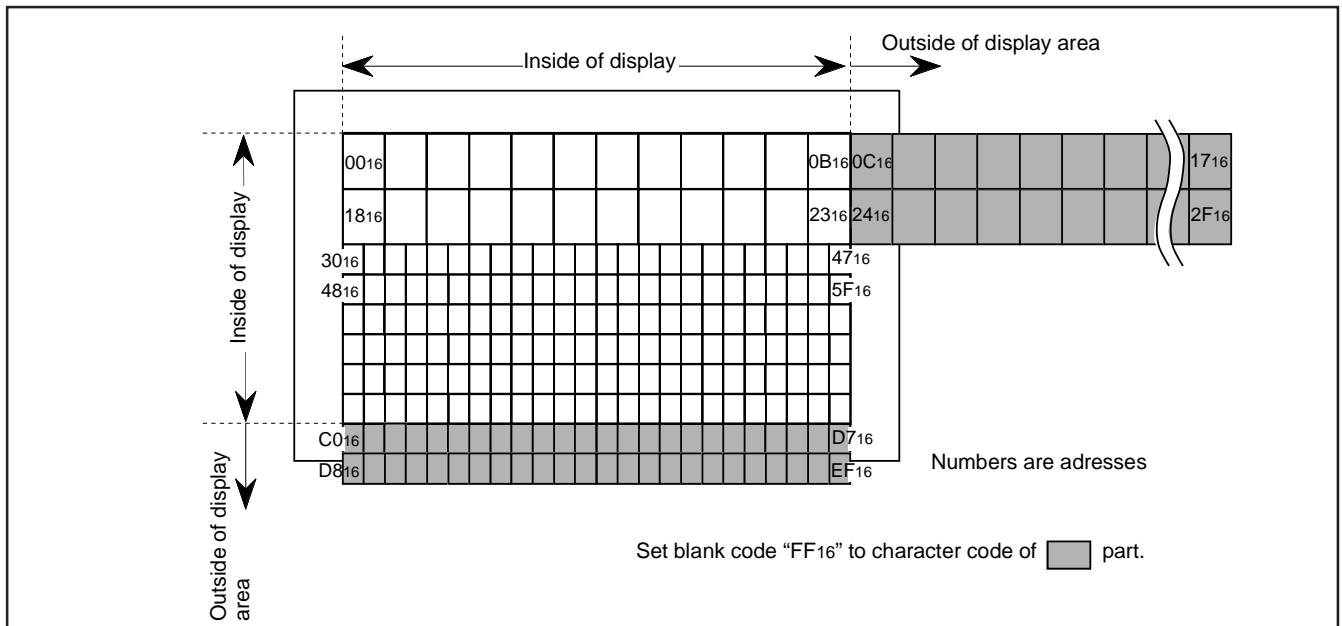 Outside of display area
Inside of display
0016 0B16 0C16 1716
1816 2316 2416 2F16
3016 4716
4816 5F16
Inside of display
C016 D716
D816 EF16
Numbers are adresses
Outside of display
area
Set blank code “FF16” to character code of part.